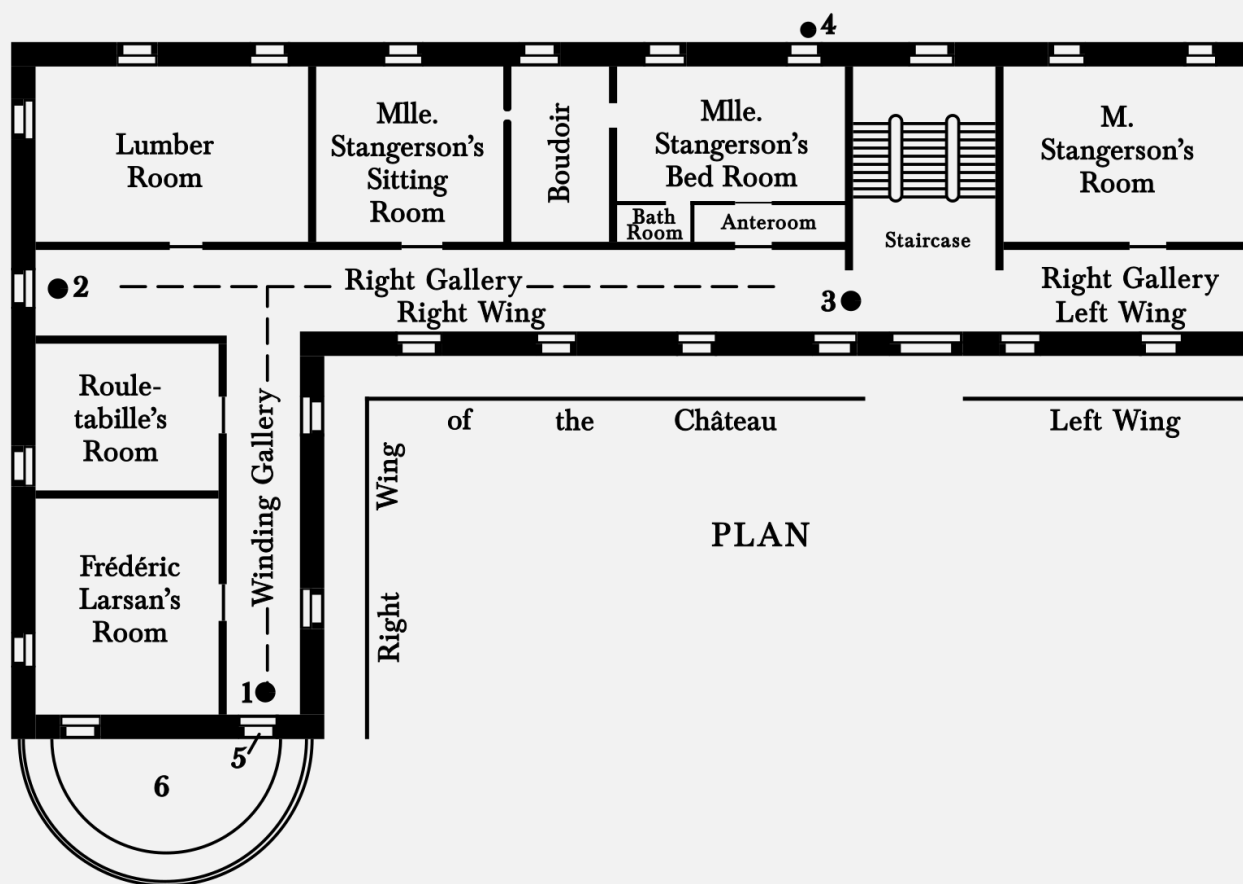 4
Lumber
Room
Mlle.
Stangerson’s
Sitting
Room
Boudoir
Mlle.
Stangerson’s
Bed Room
Bath
Room
Anteroom
Staircase
M.
Stangerson’s
Room
2
Right Gallery
Right Wing
3
Right Gallery
Left Wing
Roule-
tabille’s
Room
Winding Gallery
Frédéric
Larsan’s
Room
1
5
6
Right Wing
of the Château
Left Wing
PLAN